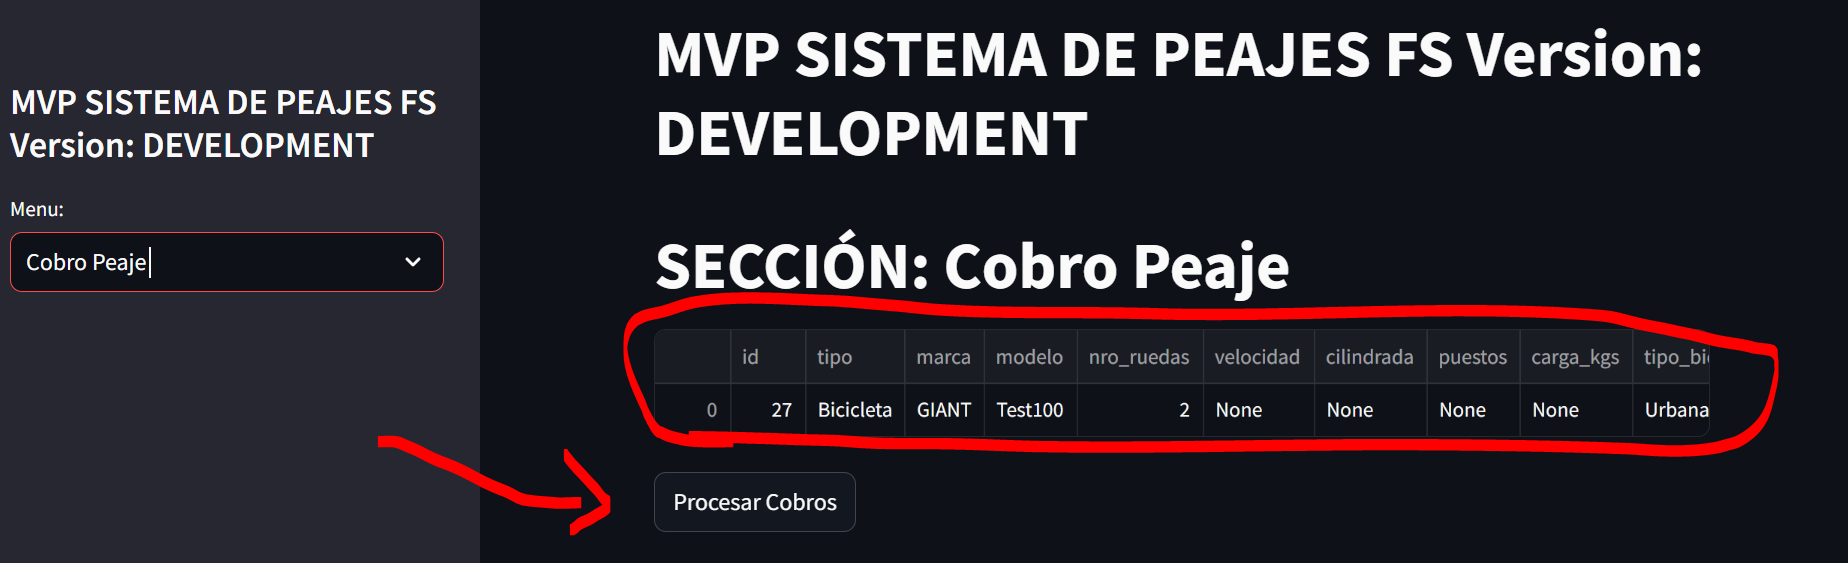 MVP SISTEMA DE PEAJES FS
Version: DEVELOPMENT
Menu:
Cobro Peaje
MVP SISTEMA DE PEAJES FS Version:
DEVELOPMENT
SECCIÓN: Cobro Peaje
id tipo marca modelo nro_ruedas velocidad cilindrada puestos carga_kgs tipo_bi
0 27 Bicicleta GIANT Test100 2 None None None None Urbana
Procesar Cobros